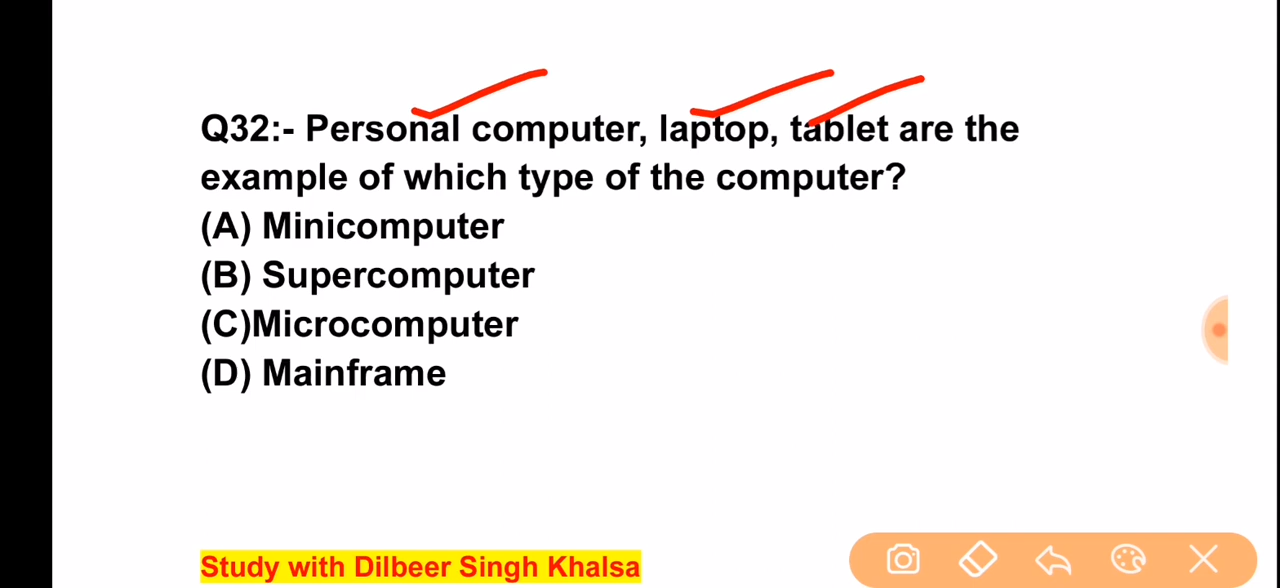 Q32:- Personal computer, laptop, tablet are the
example of which type of the computer?
(A) Minicomputer
(B) Supercomputer
(C)Microcomputer
(D) Mainframe
Study with Dilbeer Singh Khalsa